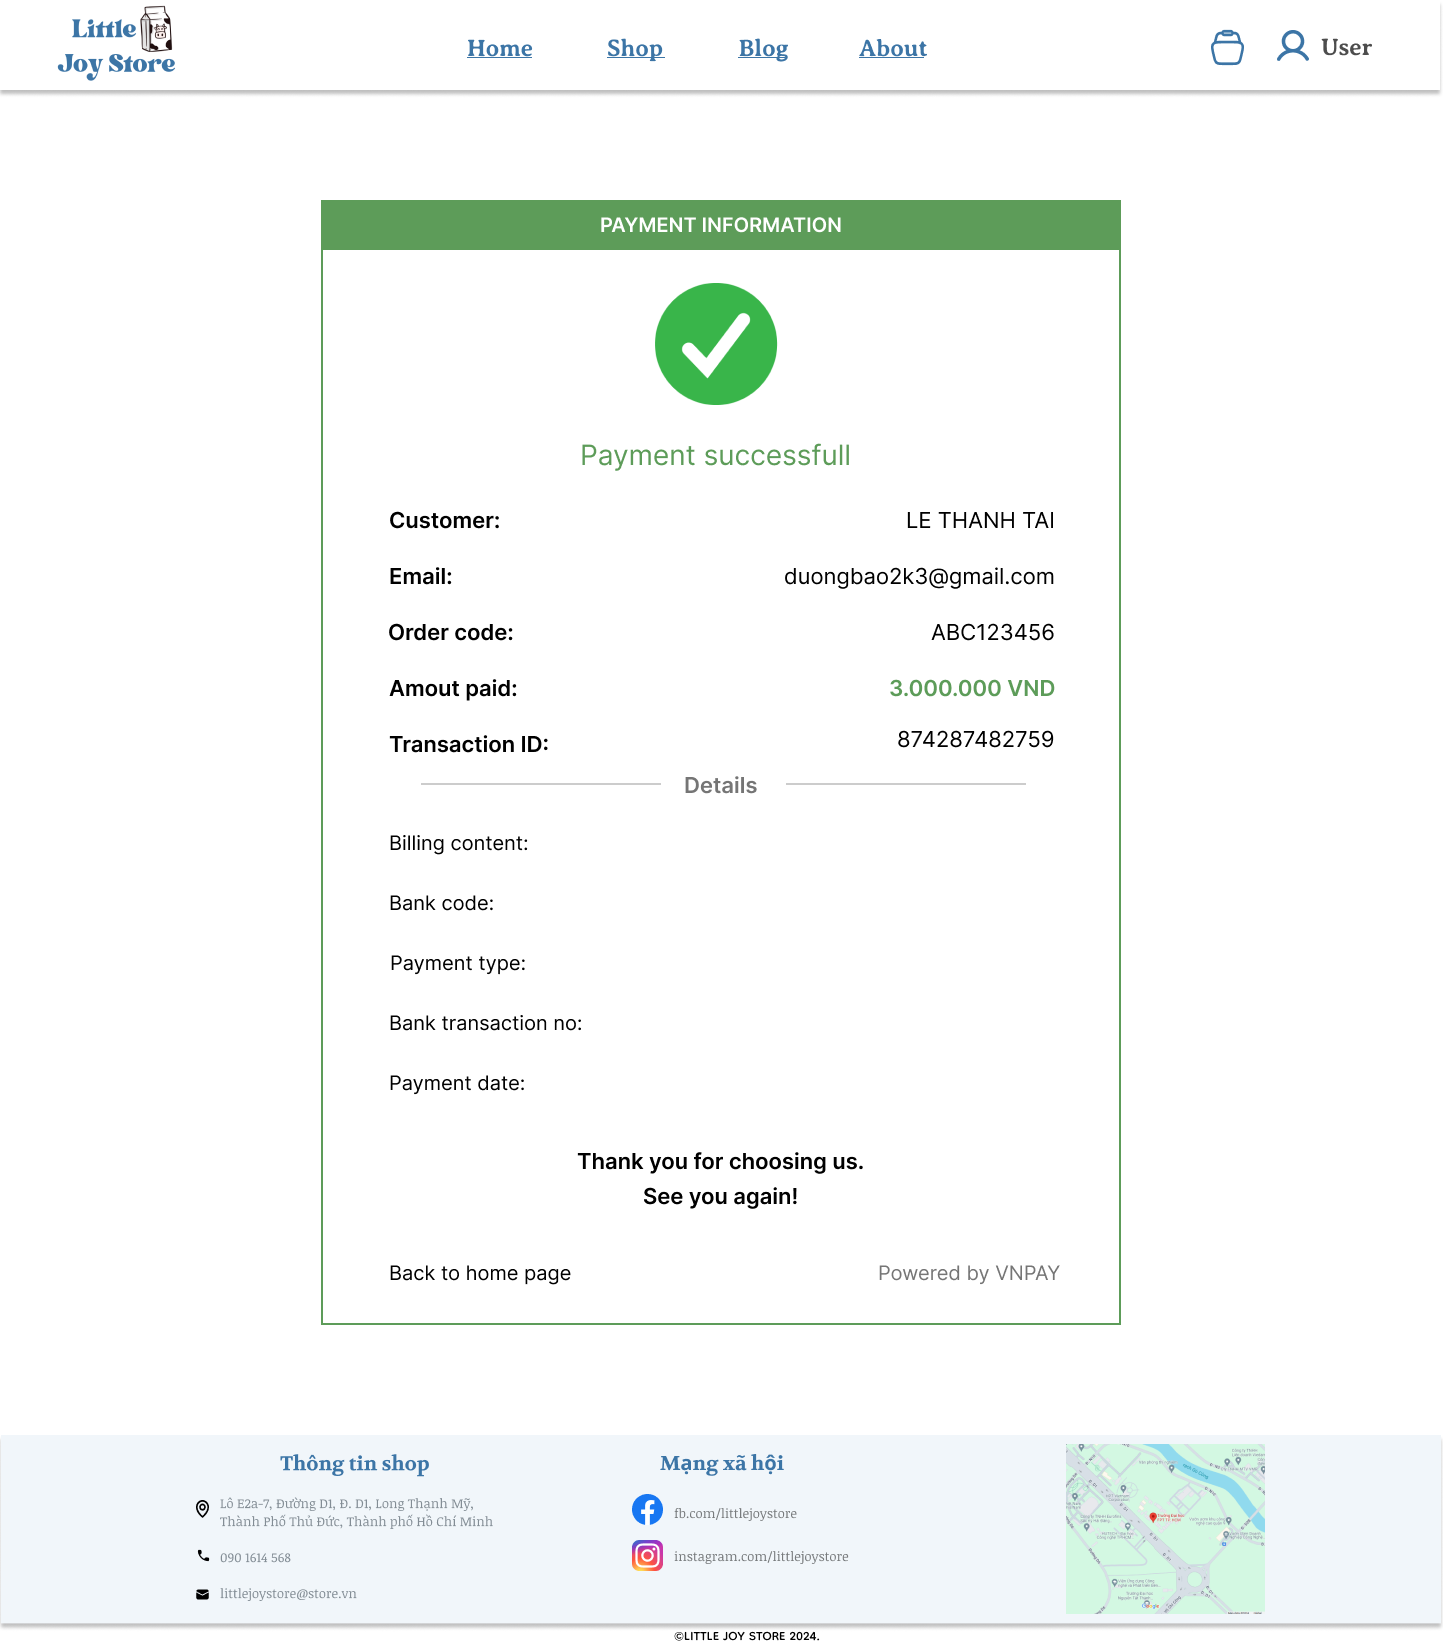 Little
Joy Store
Home
Shop
Blog
About
User
PAYMENT INFORMATION
Payment successfull
Customer:
LE THANH TAI
Email:
duongbao2k3@gmail.com
Order code:
ABC123456
Amout paid:
3.000.000 VND
Transaction ID:
874287482759
Details
Billing content:
Bank code:
Payment type:
Bank transaction no:
Payment date:
Thank you for choosing us.
See you again!
Back to home page
Powered by VNPAY
Thông tin shop
Lô E2a-7, Đường D1, Đ. D1, Long Thạnh Mỹ,
Thành Phố Thủ Đức, Thành phố Hồ Chí Minh
090 1614 568
littlejoystore@store.vn
Mạng xã hội
fb.com/littlejoystore
instagram.com/littlejoystore
Google
©LITTLE JOY STORE 2024.